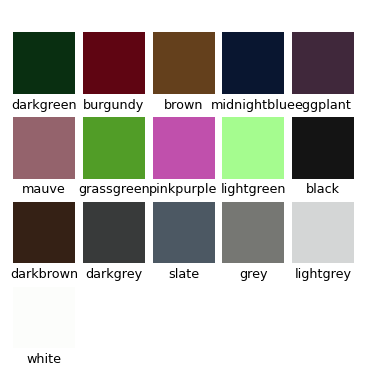 darkgreen burgundy brown midnightblue eggplant
mauve grassgreen pinkpurple lightgreen black
darkbrown darkgrey slate grey lightgrey
white